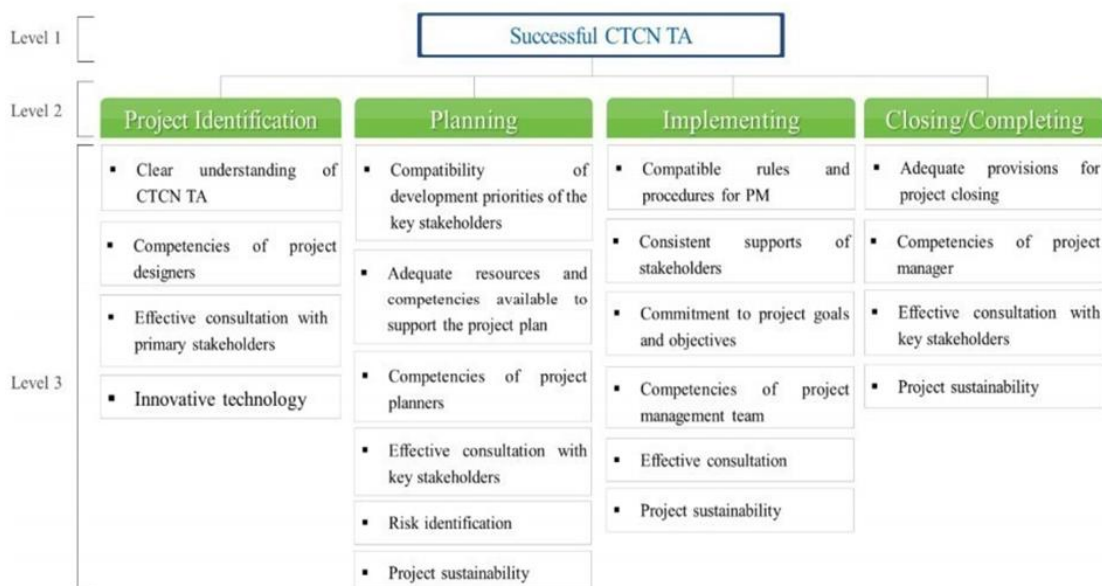 Level 1
Successful CTCN TA
Level 2
Project Identification
Planning
Implementing
Closing/Completing
Level 3
▪ Clear understanding of
CTCN TA
▪ Competencies of project
designers
▪ Effective consultation with
primary stakeholders
▪ Innovative technology
▪ Compatibility of
development priorities of the
key stakeholders
▪ Adequate resources and
competencies available to
support the project plan
▪ Competencies of project
planners
▪ Effective consultation with
key stakeholders
▪ Risk identification
▪ Project sustainability
▪ Compatible rules and
procedures for PM
▪ Consistent supports of
stakeholders
▪ Commitment to project goals
and objectives
▪ Competencies of project
management team
▪ Effective consultation
▪ Project sustainability
▪ Adequate provisions for
project closing
▪ Competencies of project
manager
▪ Effective consultation with
key stakeholders
▪ Project sustainability